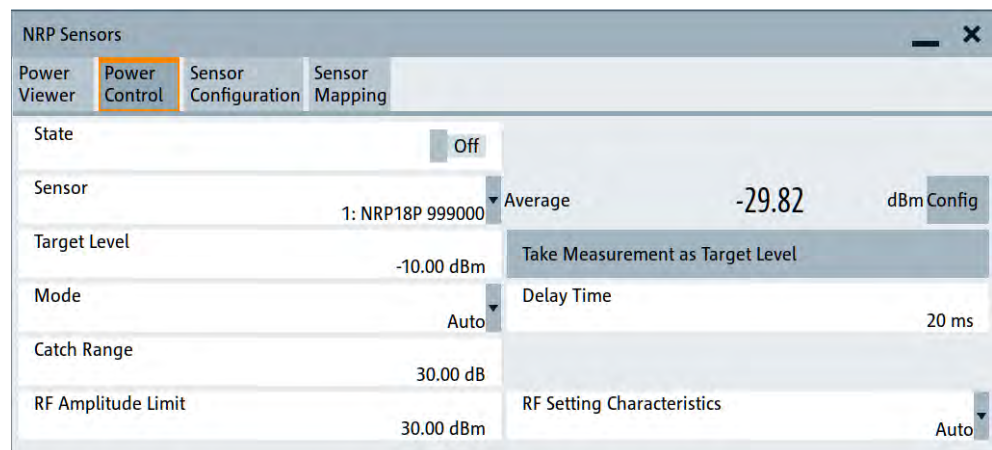 NRP Sensors
Power Viewer
Power Control
Sensor Configuration
Sensor Mapping
State
Off
Sensor
1: NRP18P 999000
Average -29.82 dBm Config
Target Level
-10.00 dBm
Take Measurement as Target Level
Mode
Auto
Delay Time
20 ms
Catch Range
30.00 dB
RF Amplitude Limit
30.00 dBm
RF Setting Characteristics
Auto